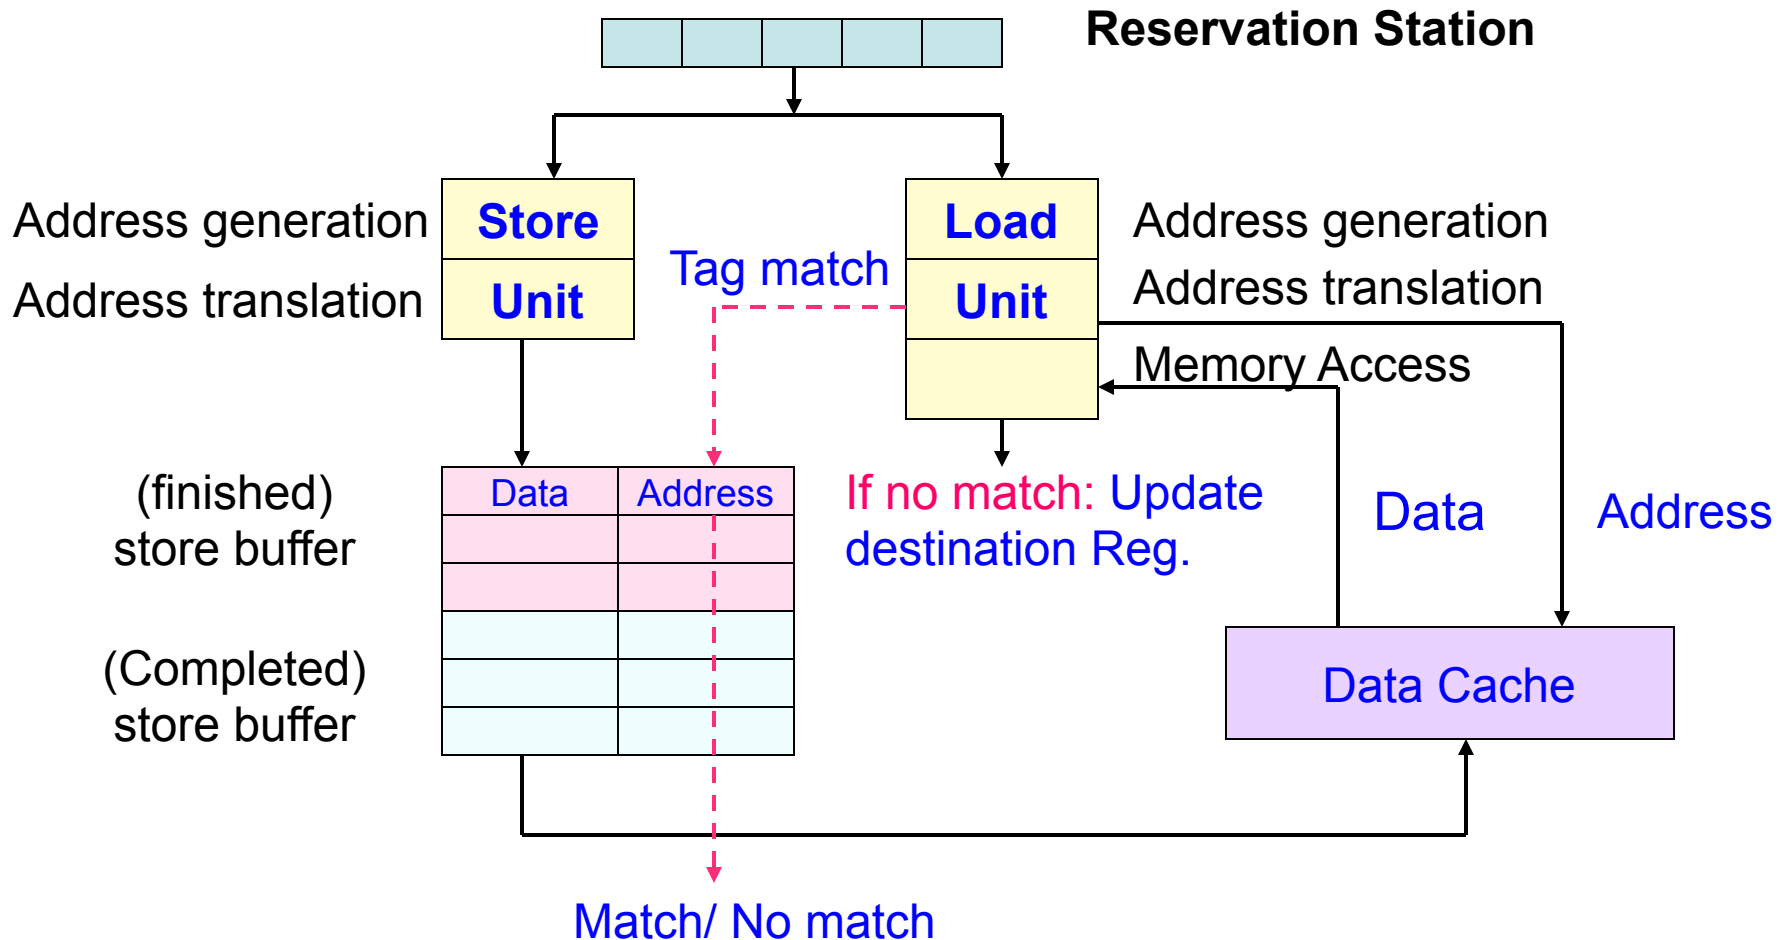 Reservation Station
Address generation
Store
Load
Address generation
Tag match
Address translation
Unit
Unit
Address translation
Memory Access
(finished)
store buffer
Data
Address
If no match: Update
destination Reg.
Data
Address
(Completed)
store buffer
Data Cache
Match/ No match